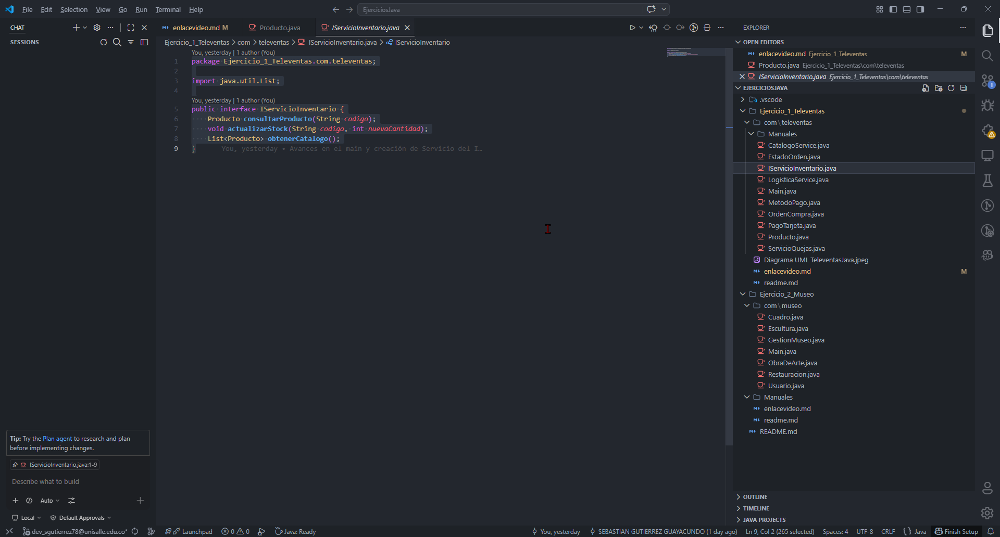 File Edit Selection View Go Run Terminal Help
EjerciciosJava
CHAT
SESSIONS
Tip: Try the Plan agent to research and plan
before implementing changes.
IServicioInventario.java:1-9
Describe what to build
Auto
Local Default Approvals
enlacevideo.md M Producto.java IServicioInventario.java
Ejercicio_1_Televentas > com > televentas > IServicioInventario.java > IServicioInventario
You, yesterday | 1 author (You)
1 package Ejercicio_1_Televentas.com.televentas;
2
3 import java.util.List;
4
You, yesterday | 1 author (You)
5 public interface IServicioInventario {
6 Producto consultarProducto(String codigo);
7 void actualizarStock(String codigo, int nuevaCantidad);
8 List<Producto> obtenerCatalogo();
9 } You, yesterday • Avances en el main y creación de Servicio del I…
EXPLORER
OPEN EDITORS
enlacevideo.md Ejercicio_1_Televentas M
Producto.java Ejercicio_1_Televentas\com\televentas
IServicioInventario.java Ejercicio_1_Televentas\com\televentas
EJERCICIOSJAVA
.vscode
Ejercicio_1_Televentas
com\televentas
Manuales
CatalogoService.java
EstadoOrden.java
IServicioInventario.java
LogisticaService.java
Main.java
MetodoPago.java
OrdenCompra.java
PagoTarjeta.java
Producto.java
ServicioQuejas.java
Diagrama UML TeleventasJava.jpeg
enlacevideo.md M
readme.md
Ejercicio_2_Museo
com\museo
Cuadro.java
Escultura.java
GestionMuseo.java
Main.java
ObraDeArte.java
Restauracion.java
Usuario.java
Manuales
enlacevideo.md
readme.md
README.md
OUTLINE
TIMELINE
JAVA PROJECTS
1
dev_sgutierrez78@unisalle.edu.co* Launchpad 0 0 Java: Ready You, yesterday SEBASTIAN GUTIERREZ GUAYACUNDO (1 day ago) Ln 9, Col 2 (265 selected) Spaces: 4 UTF-8 CRLF Java Finish Setup